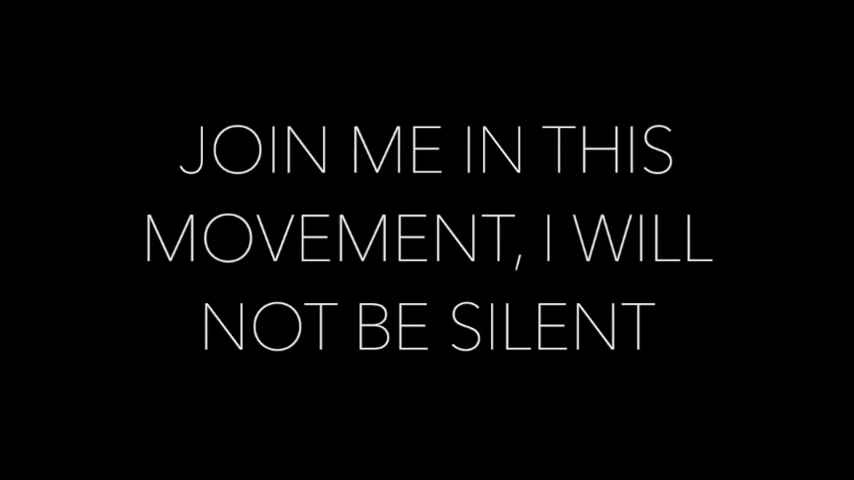 JOIN ME IN THIS
MOVEMENT, I WILL
NOT BE SILENT